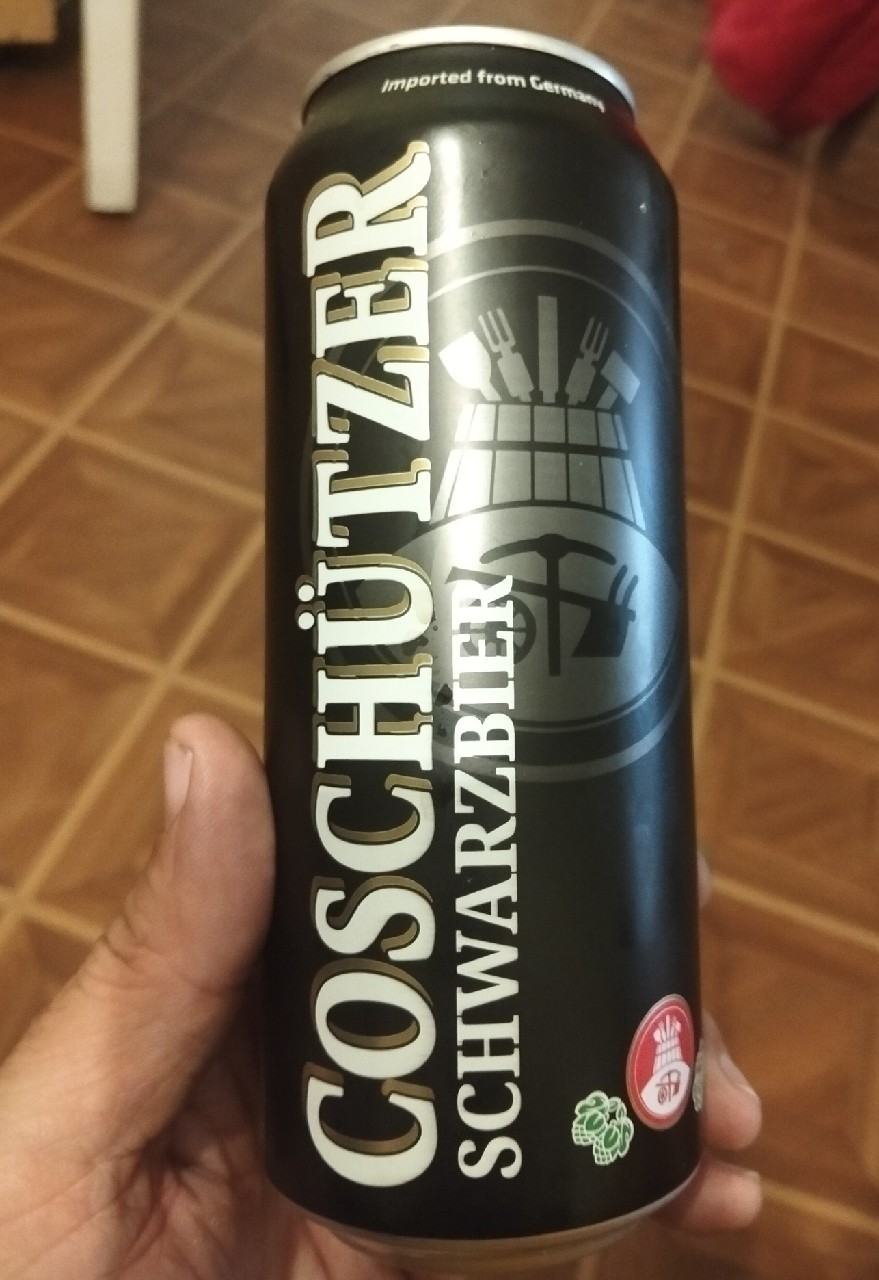 Imported from Germany
COSCHÜTZER
SCHWARZBIER